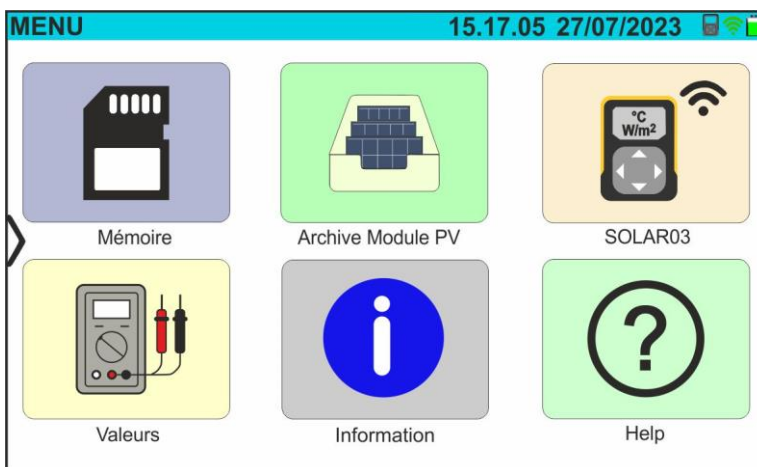 MENU 15.17.05 27/07/2023
°C
W/m²
Mémoire Archive Module PV SOLAR03
i ?
Valeurs Information Help